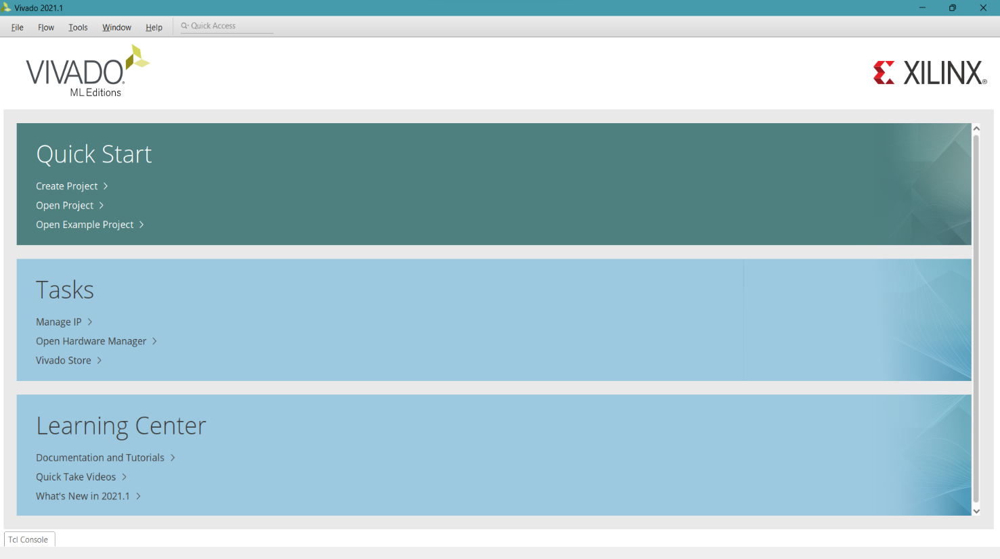 Vivado 2021.1
File Flow Tools Window Help Quick Access
VIVADO®
ML Editions
XILINX®
Quick Start
Create Project
Open Project
Open Example Project
Tasks
Manage IP
Open Hardware Manager
Vivado Store
Learning Center
Documentation and Tutorials
Quick Take Videos
What's New in 2021.1
Tcl Console